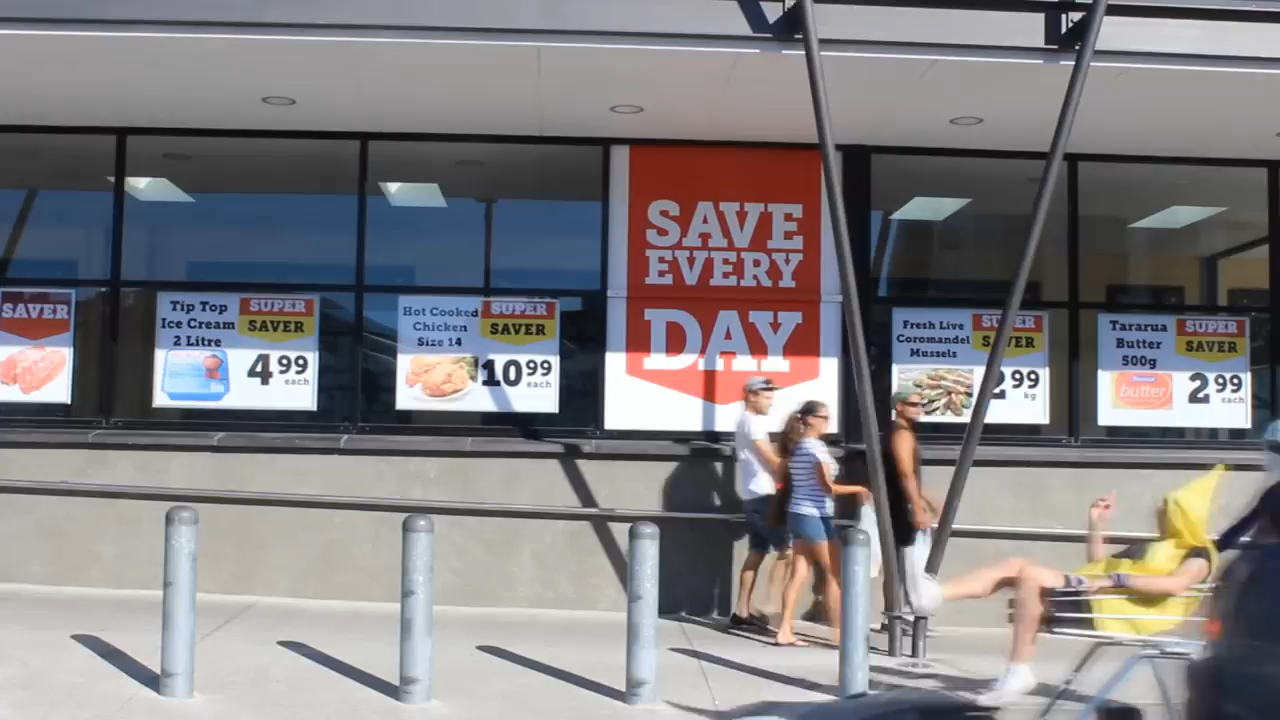 SAVER
Tip Top
Ice Cream
2 Litre
SUPER
SAVER
4.99
each
Hot Cooked
Chicken
Size 14
SUPER
SAVER
10.99
each
SAVE
EVERY
DAY
Fresh Live
Coromandel
Mussels
SUPER
SAVER
2.99
kg
Tararua
Butter
500g
SUPER
SAVER
butter
2.99
each